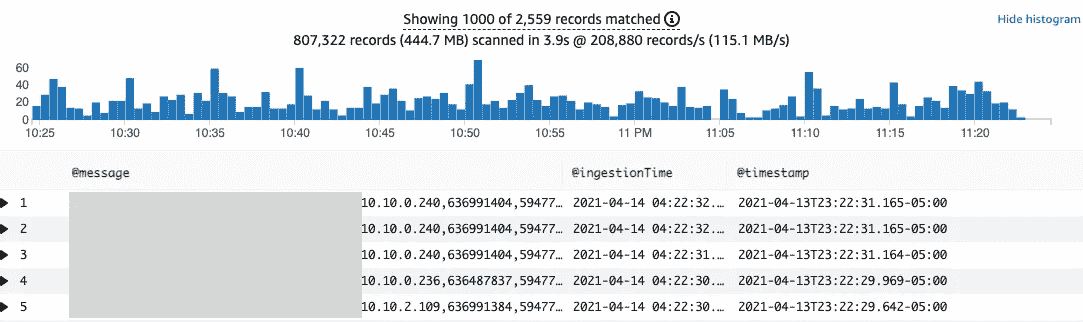 Showing 1000 of 2,559 records matched
Hide histogram
807,322 records (444.7 MB) scanned in 3.9s @ 208,880 records/s (115.1 MB/s)
60
40
20
0
10:25 10:30 10:35 10:40 10:45 10:50 10:55 11 PM 11:05 11:10 11:15 11:20
@message @ingestionTime @timestamp
1 10.10.0.240,636991404,59477… 2021-04-14 04:22:32.… 2021-04-13T23:22:31.165-05:00
2 10.10.0.240,636991404,59477… 2021-04-14 04:22:32.… 2021-04-13T23:22:31.165-05:00
3 10.10.0.240,636991404,59477… 2021-04-14 04:22:31.… 2021-04-13T23:22:31.164-05:00
4 10.10.0.236,636487837,59477… 2021-04-14 04:22:30.… 2021-04-13T23:22:29.969-05:00
5 10.10.2.109,636991384,59477… 2021-04-14 04:22:30.… 2021-04-13T23:22:29.642-05:00